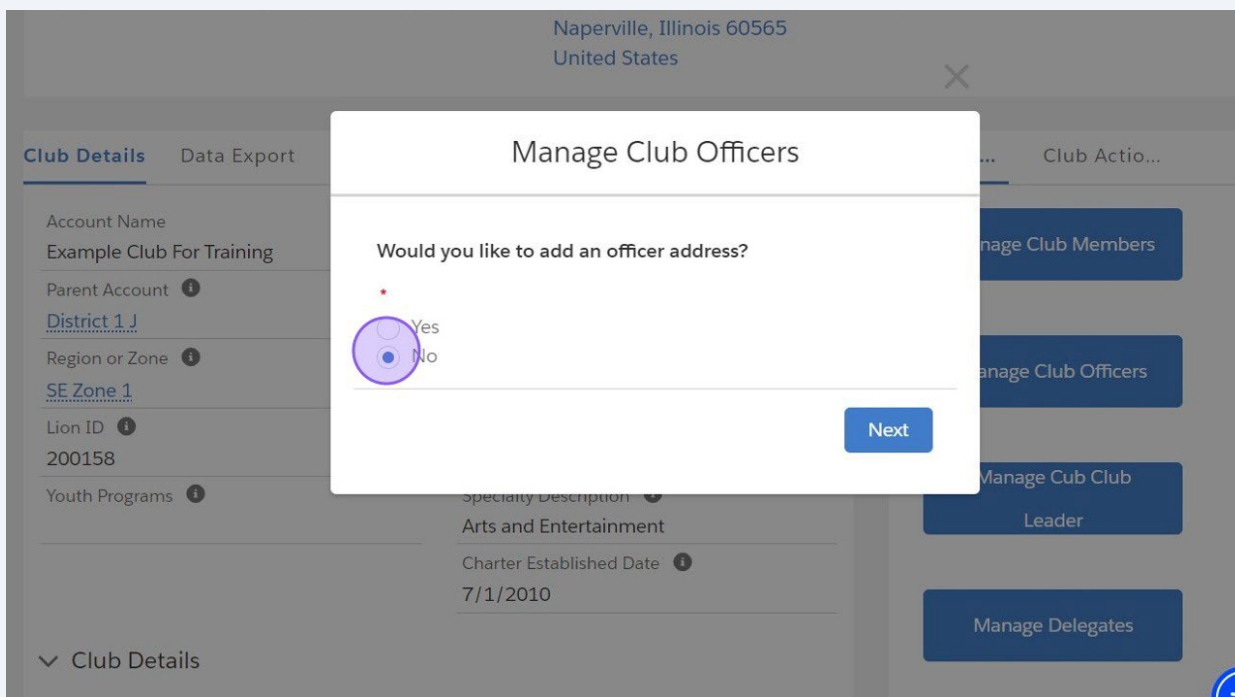 Naperville, Illinois 60565
United States
Club Details Data Export
... Club Actio...
Manage Club Officers
Would you like to add an officer address?
*
Yes
No
Next
Account Name
Example Club For Training
Parent Account
District 1 J
Region or Zone
SE Zone 1
Lion ID
200158
Youth Programs
Specialty Description
Arts and Entertainment
Charter Established Date
7/1/2010
Club Details
Club Members
Club Officers
Manage Cub Club
Leader
Manage Delegates